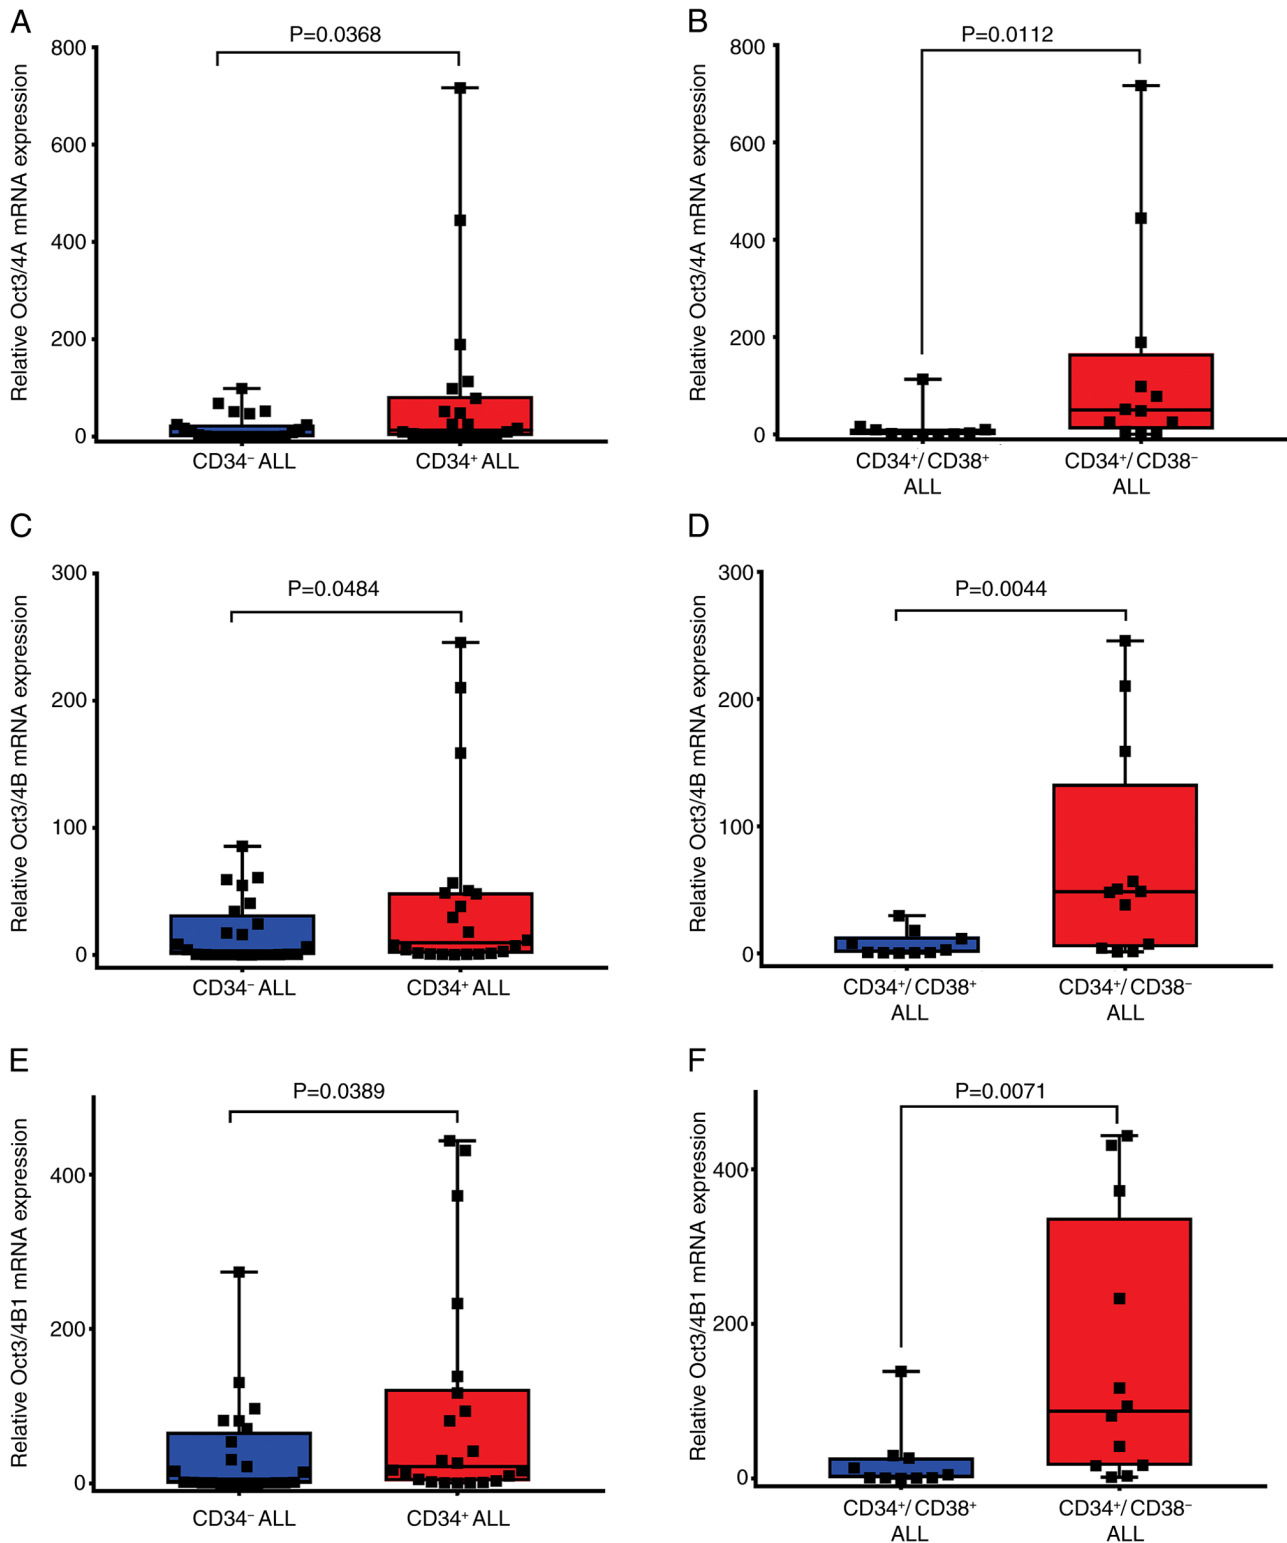 A
P=0.0368
Relative Oct3/4A mRNA expression
800
600
400
200
0
CD34⁻ ALL
CD34⁺ ALL
B
P=0.0112
Relative Oct3/4A mRNA expression
800
600
400
200
0
CD34⁺/ CD38⁺
ALL
CD34⁺/ CD38⁻
ALL
C
P=0.0484
Relative Oct3/4B mRNA expression
300
200
100
0
CD34⁻ ALL
CD34⁺ ALL
D
P=0.0044
Relative Oct3/4B mRNA expression
300
200
100
0
CD34⁺/ CD38⁺
ALL
CD34⁺/ CD38⁻
ALL
E
P=0.0389
Relative Oct3/4B1 mRNA expression
400
200
0
CD34⁻ ALL
CD34⁺ ALL
F
P=0.0071
Relative Oct3/4B1 mRNA expression
400
200
0
CD34⁺/ CD38⁺
ALL
CD34⁺/ CD38⁻
ALL